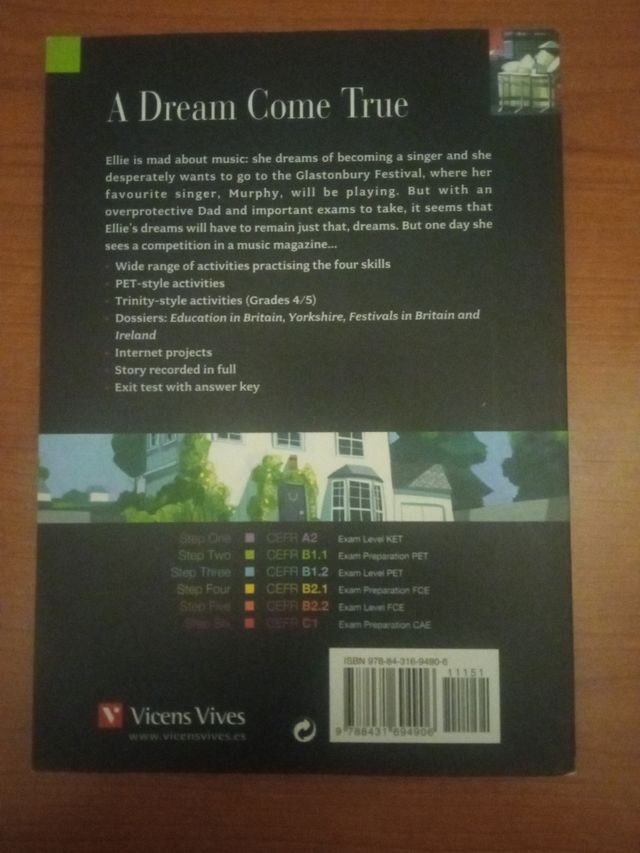 A Dream Come True
Ellie is mad about music: she dreams of becoming a singer and she
desperately wants to go to the Glastonbury Festival, where her
favourite singer, Murphy, will be playing. But with an
overprotective Dad and important exams to take, it seems that
Ellie's dreams will have to remain just that, dreams. But one day she
sees a competition in a music magazine...
· Wide range of activities practising the four skills
· PET-style activities
· Trinity-style activities (Grades 4/5)
· Dossiers: Education in Britain, Yorkshire, Festivals in Britain and
Ireland
· Internet projects
· Story recorded in full
· Exit test with answer key
Step One CEFR A2 Exam Level KET
Step Two CEFR B1.1 Exam Preparation PET
Step Three CEFR B1.2 Exam Level PET
Step Four CEFR B2.1 Exam Preparation FCE
Step Five CEFR B2.2 Exam Level FCE
Step Six CEFR C1 Exam Preparation CAE
ISBN 978-84-316-9490-6
11151
9 788431 694906
Vicens Vives
www.vicensvives.es